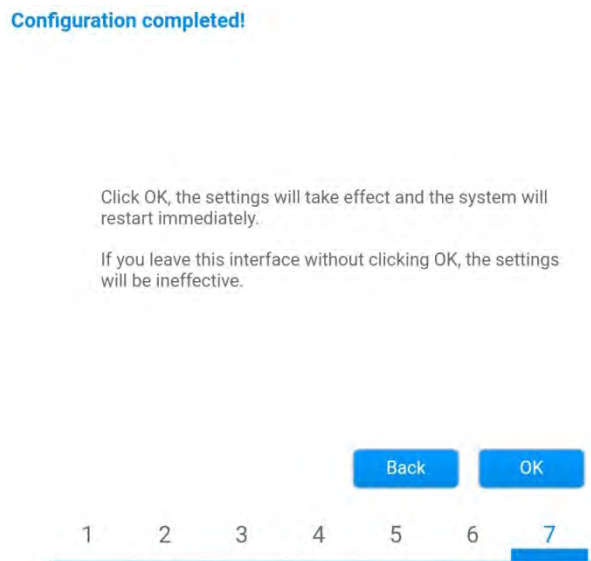 Configuration completed!
Click OK, the settings will take effect and the system will
restart immediately.
If you leave this interface without clicking OK, the settings
will be ineffective.
Back OK
1 2 3 4 5 6 7